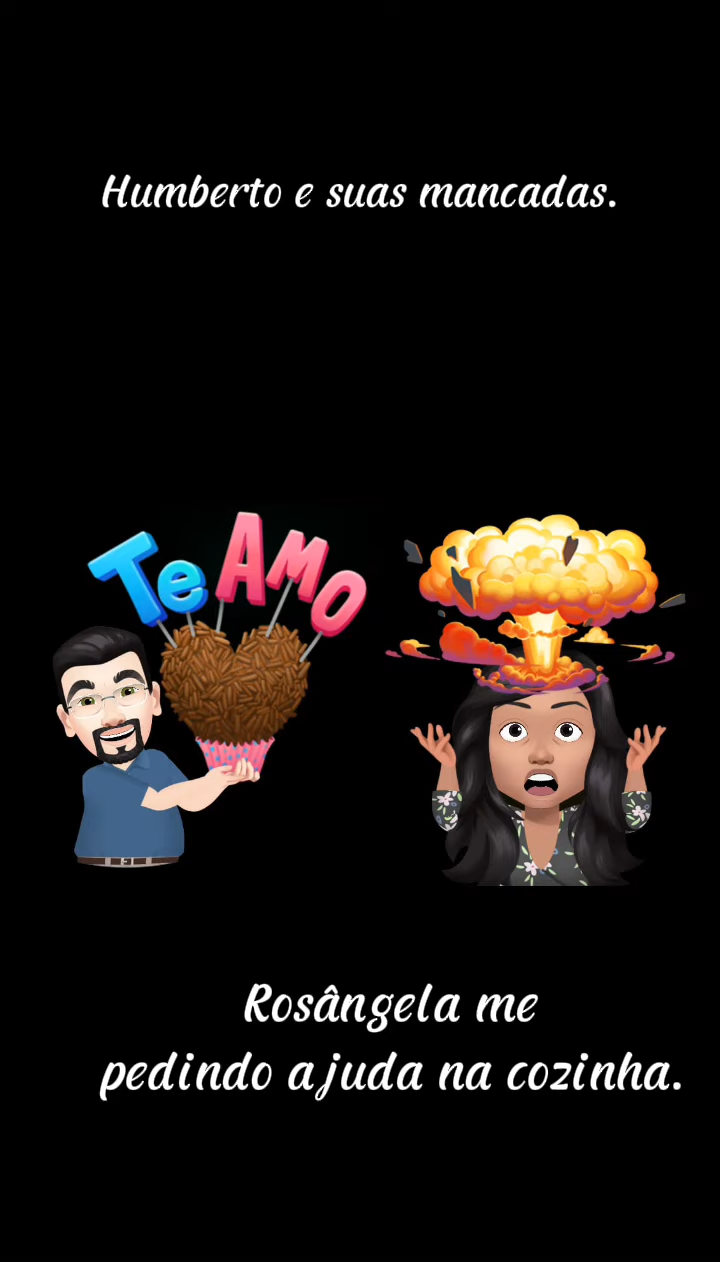 Humberto e suas mancadas.
Te AMO
Rosângela me
pedindo ajuda na cozinha.